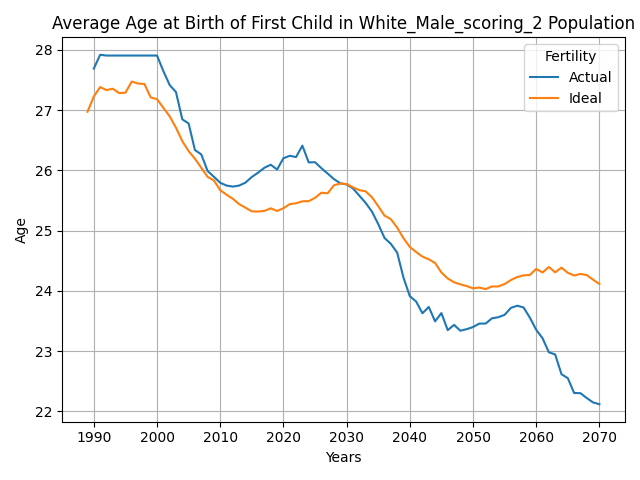 Average Age at Birth of First Child in White_Male_scoring_2 Population
Fertility
Actual
Ideal
Age
28
27
26
25
24
23
22
1990
2000
2010
2020
2030
2040
2050
2060
2070
Years